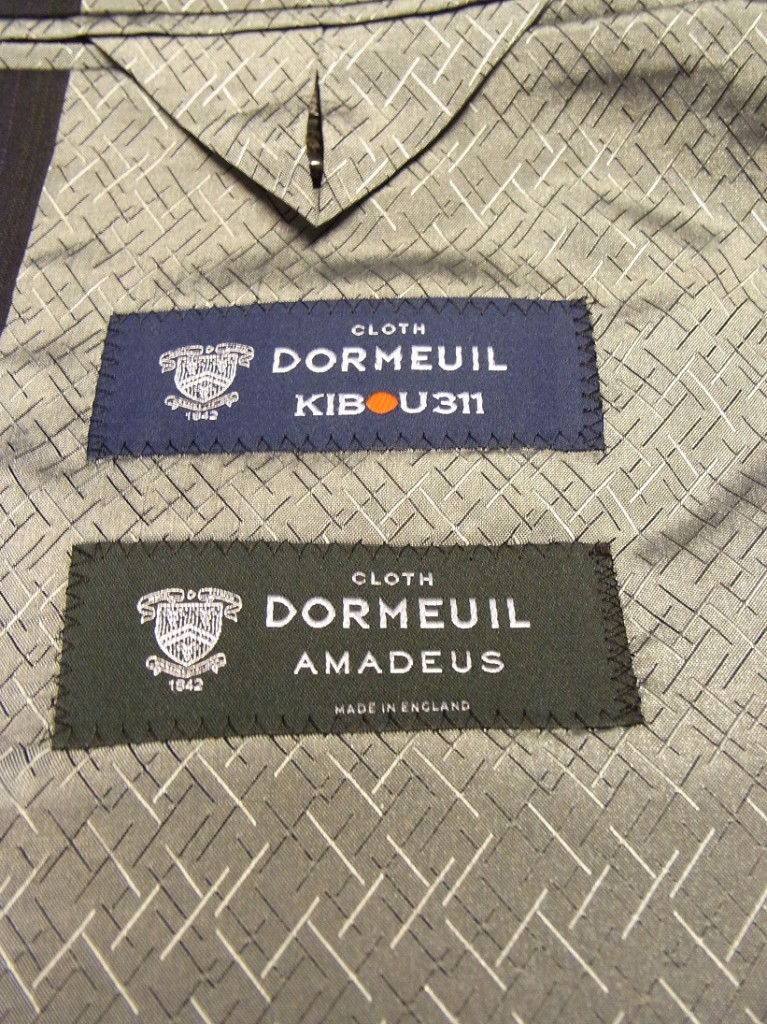 CLOTH
DORMEUIL
KIBOU311
1842
CLOTH
DORMEUIL
AMADEUS
1842
MADE IN ENGLAND